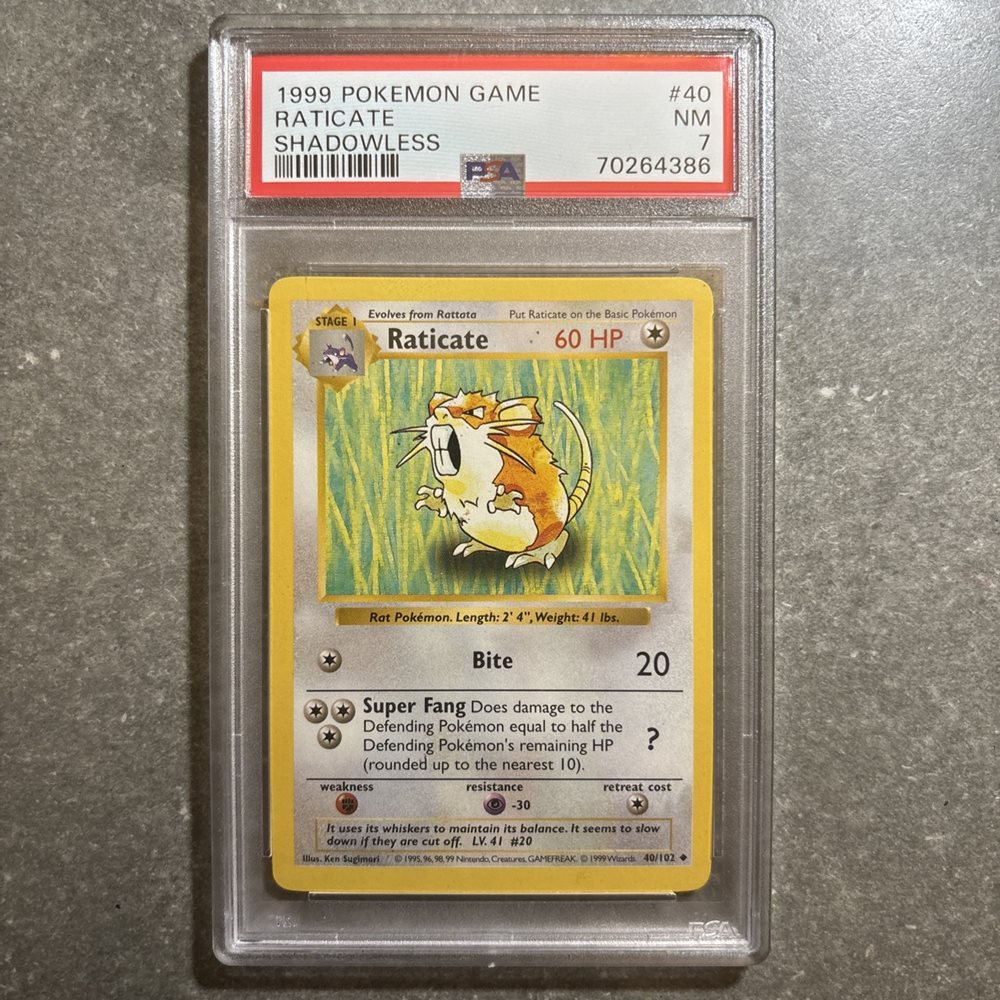 1999 POKEMON GAME #40
RATICATE NM
SHADOWLESS 7
PSA 70264386
STAGE 1 Evolves from Rattata Put Raticate on the Basic Pokémon
Raticate 60 HP
Rat Pokémon. Length: 2' 4", Weight: 41 lbs.
Bite 20
Super Fang Does damage to the
Defending Pokémon equal to half the
Defending Pokémon's remaining HP ?
(rounded up to the nearest 10).
weakness resistance retreat cost
-30
It uses its whiskers to maintain its balance. It seems to slow
down if they are cut off. LV. 41 #20
Illus. Ken Sugimori © 1995, 96, 98, 99 Nintendo, Creatures, GAMEFREAK. © 1999 Wizards. 40/102
PSA